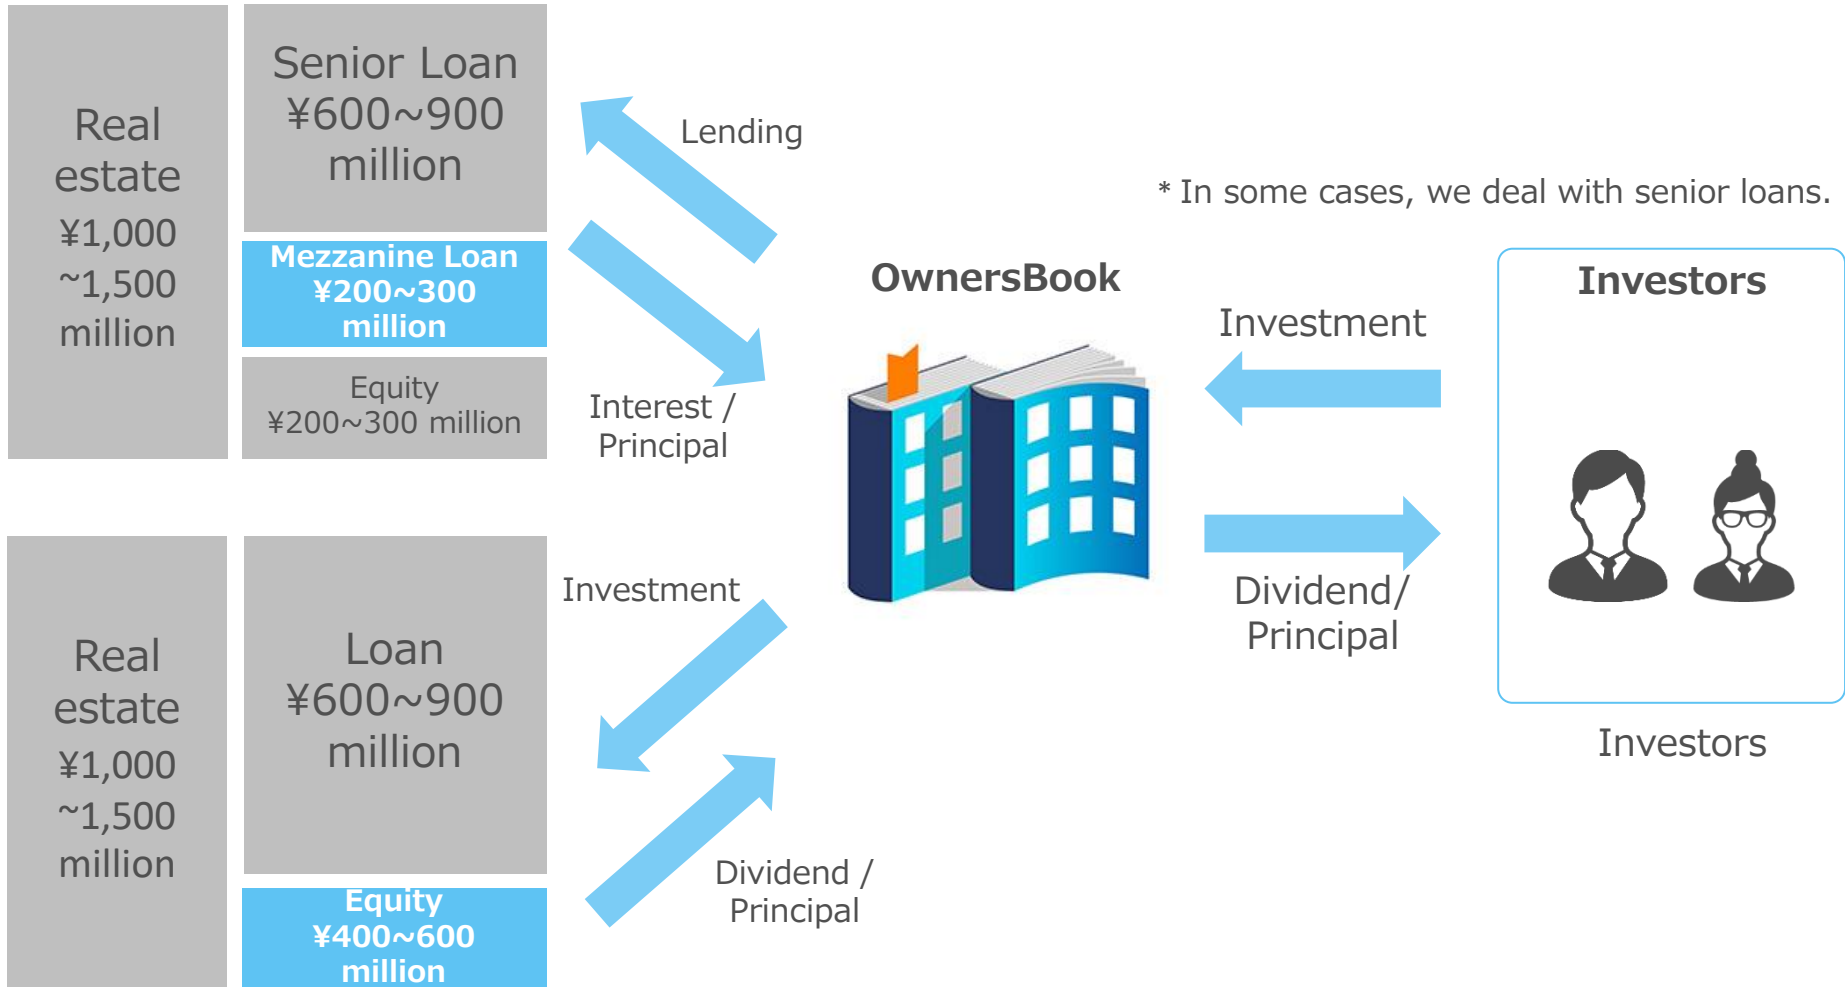 Real
estate
¥1,000
~1,500
million
Senior Loan
¥600~900
million
Mezzanine Loan
¥200~300
million
Equity
¥200~300 million
Lending
Interest /
Principal
* In some cases, we deal with senior loans.
OwnersBook
Investment
Dividend/
Principal
Investors
Investors
Real
estate
¥1,000
~1,500
million
Loan
¥600~900
million
Equity
¥400~600
million
Investment
Dividend /
Principal